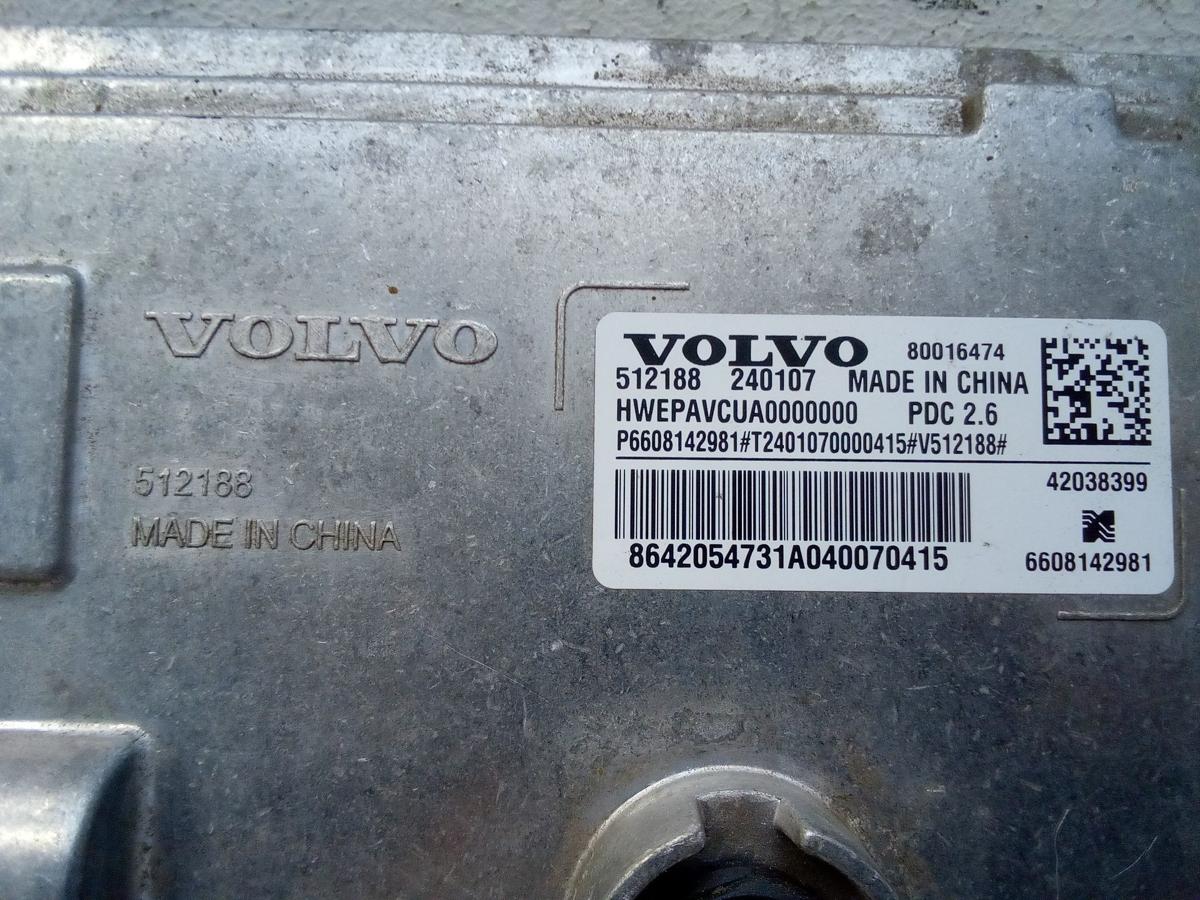 VOLVO
512188
MADE IN CHINA
VOLVO 80016474
512188 240107 MADE IN CHINA
HWEPAVCUA0000000 PDC 2.6
P6608142981#T2401070000415#V512188#
42038399
8642054731A040070415
6608142981